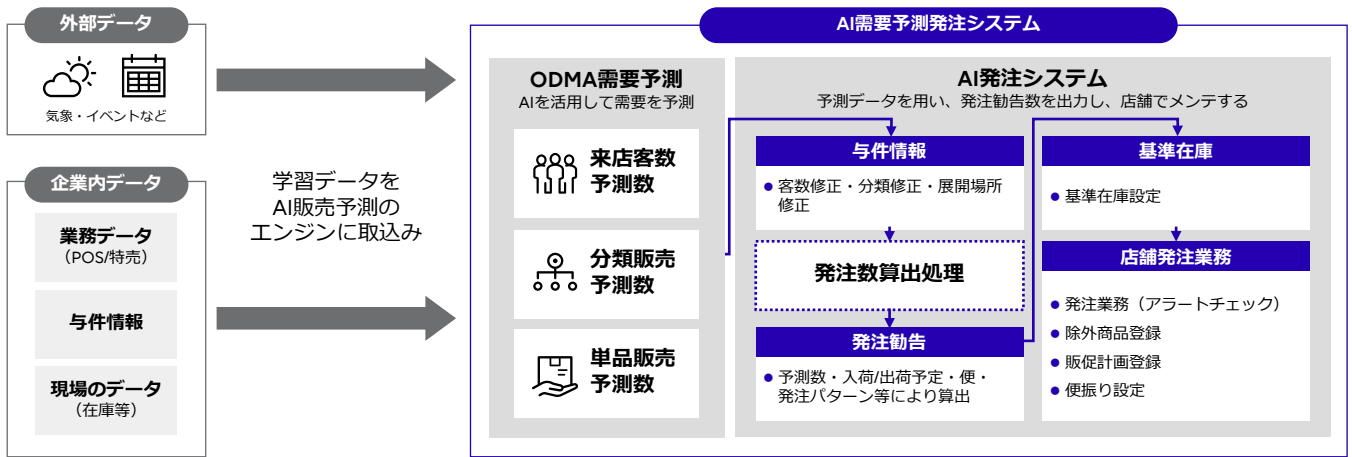 外部データ
気象・イベントなど
企業内データ
業務データ
（POS/特売）
与件情報
現場のデータ
（在庫等）
学習データを
AI販売予測の
エンジンに取込み
AI需要予測発注システム
ODMA需要予測
AIを活用して需要を予測
来店客数
予測数
分類販売
予測数
単品販売
予測数
AI発注システム
予測データを用い、発注勧告数を出力し、店舗でメンテする
与件情報
● 客数修正・分類修正・展開場所
修正
発注数算出処理
発注勧告
● 予測数・入荷/出荷予定・便・
発注パターン等により算出
基準在庫
● 基準在庫設定
店舗発注業務
● 発注業務（アラートチェック）
● 除外商品登録
● 販促計画登録
● 便振り設定